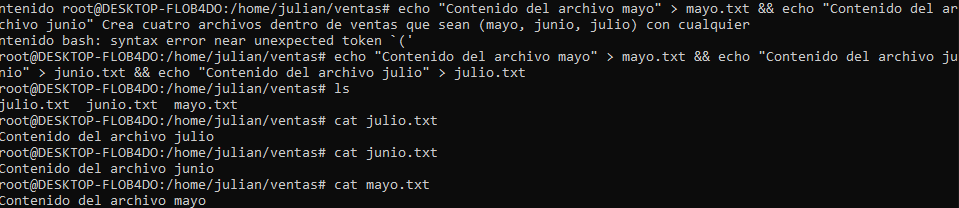 ntenido root@DESKTOP-FLOB4DO:/home/julian/ventas# echo "Contenido del archivo mayo" > mayo.txt && echo "Contenido del ar
chivo junio" Crea cuatro archivos dentro de ventas que sean (mayo, junio, julio) con cualquier
ntenido bash: syntax error near unexpected token `('
root@DESKTOP-FLOB4DO:/home/julian/ventas# echo "Contenido del archivo mayo" > mayo.txt && echo "Contenido del archivo ju
nio" > junio.txt && echo "Contenido del archivo julio" > julio.txt
root@DESKTOP-FLOB4DO:/home/julian/ventas# ls
julio.txt  junio.txt  mayo.txt
root@DESKTOP-FLOB4DO:/home/julian/ventas# cat julio.txt
Contenido del archivo julio
root@DESKTOP-FLOB4DO:/home/julian/ventas# cat junio.txt
Contenido del archivo junio
root@DESKTOP-FLOB4DO:/home/julian/ventas# cat mayo.txt
Contenido del archivo mayo